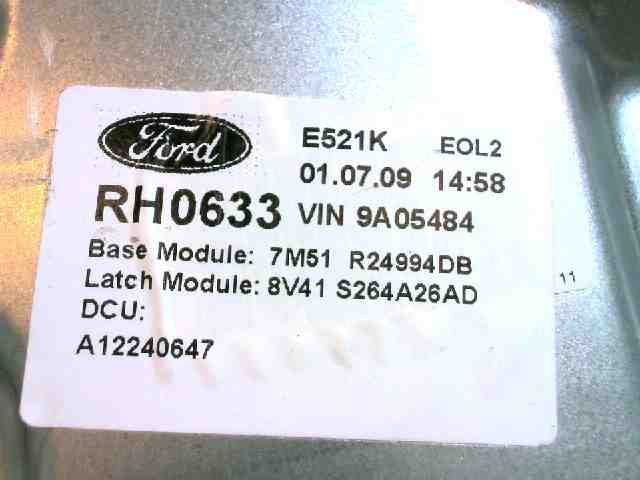 Ford E521K EOL2
01.07.09 14:58
RH0633 VIN 9A05484
Base Module: 7M51 R24994DB
Latch Module: 8V41 S264A26AD
DCU:
A12240647
11